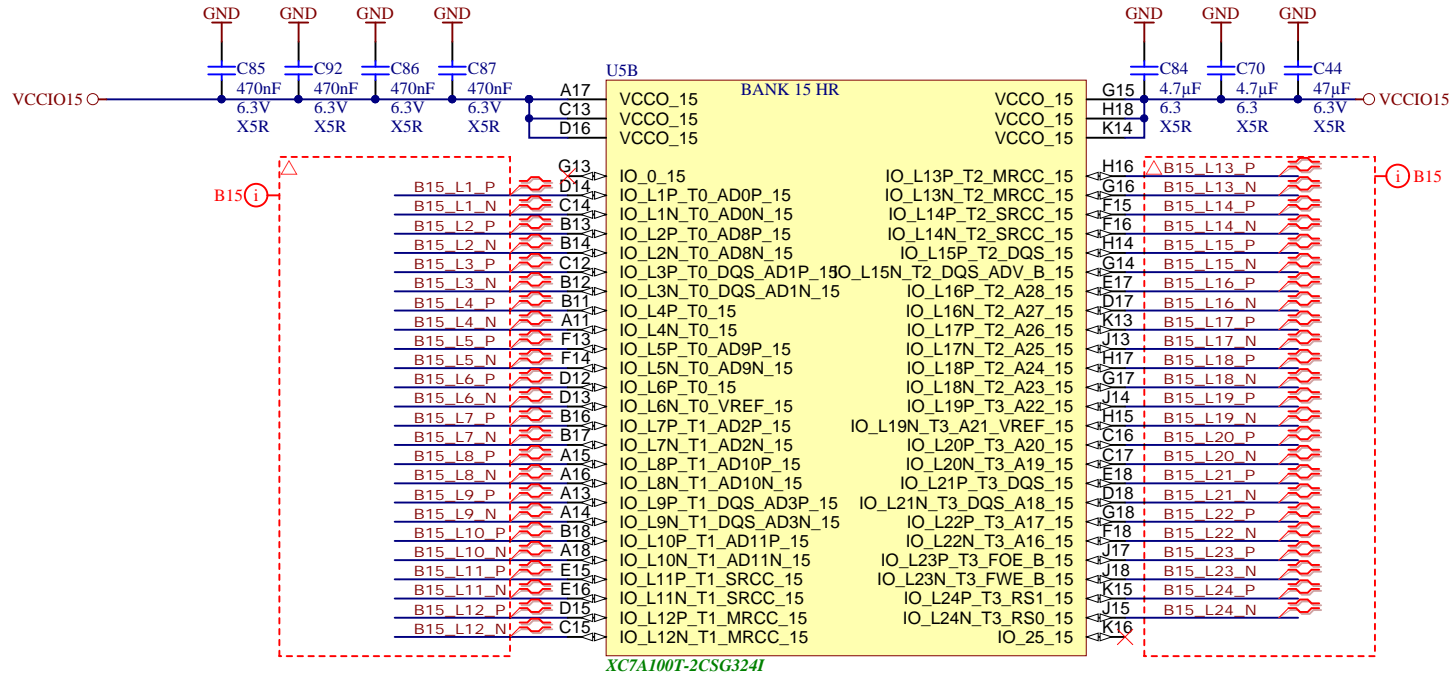 GND GND GND GND GND GND GND
C85 C92 C86 C87 U5B C84 C70 C44
470nF 470nF 470nF 470nF BANK 15 HR 4.7µF 4.7µF 47µF
6.3V 6.3V 6.3V 6.3V 6.3 6.3 6.3V
X5R X5R X5R X5R X5R X5R X5R
VCCIO15 A17 VCCO_15 VCCO_15 G15 VCCIO15
C13 VCCO_15 VCCO_15 H18
D16 VCCO_15 VCCO_15 K14
B15 i i B15
G13 IO_0_15 IO_L13P_T2_MRCC_15 H16 B15_L13_P
B15_L1_P D14 IO_L1P_T0_AD0P_15 IO_L13N_T2_MRCC_15 G16 B15_L13_N
B15_L1_N C14 IO_L1N_T0_AD0N_15 IO_L14P_T2_SRCC_15 F15 B15_L14_P
B15_L2_P B13 IO_L2P_T0_AD8P_15 IO_L14N_T2_SRCC_15 F16 B15_L14_N
B15_L2_N B14 IO_L2N_T0_AD8N_15 IO_L15P_T2_DQS_15 H14 B15_L15_P
B15_L3_P C12 IO_L3P_T0_DQS_AD1P_15 IO_L15N_T2_DQS_ADV_B_15 G14 B15_L15_N
B15_L3_N B12 IO_L3N_T0_DQS_AD1N_15 IO_L16P_T2_A28_15 E17 B15_L16_P
B15_L4_P B11 IO_L4P_T0_15 IO_L16N_T2_A27_15 D17 B15_L16_N
B15_L4_N A11 IO_L4N_T0_15 IO_L17P_T2_A26_15 K13 B15_L17_P
B15_L5_P F13 IO_L5P_T0_AD9P_15 IO_L17N_T2_A25_15 J13 B15_L17_N
B15_L5_N F14 IO_L5N_T0_AD9N_15 IO_L18P_T2_A24_15 H17 B15_L18_P
B15_L6_P D12 IO_L6P_T0_15 IO_L18N_T2_A23_15 G17 B15_L18_N
B15_L6_N D13 IO_L6N_T0_VREF_15 IO_L19P_T3_A22_15 J14 B15_L19_P
B15_L7_P B16 IO_L7P_T1_AD2P_15 IO_L19N_T3_A21_VREF_15 H15 B15_L19_N
B15_L7_N B17 IO_L7N_T1_AD2N_15 IO_L20P_T3_A20_15 C16 B15_L20_P
B15_L8_P A15 IO_L8P_T1_AD10P_15 IO_L20N_T3_A19_15 C17 B15_L20_N
B15_L8_N A16 IO_L8N_T1_AD10N_15 IO_L21P_T3_DQS_15 E18 B15_L21_P
B15_L9_P A13 IO_L9P_T1_DQS_AD3P_15 IO_L21N_T3_DQS_A18_15 D18 B15_L21_N
B15_L9_N A14 IO_L9N_T1_DQS_AD3N_15 IO_L22P_T3_A17_15 G18 B15_L22_P
B15_L10_P B18 IO_L10P_T1_AD11P_15 IO_L22N_T3_A16_15 F18 B15_L22_N
B15_L10_N A18 IO_L10N_T1_AD11N_15 IO_L23P_T3_FOE_B_15 J17 B15_L23_P
B15_L11_P E15 IO_L11P_T1_SRCC_15 IO_L23N_T3_FWE_B_15 J18 B15_L23_N
B15_L11_N E16 IO_L11N_T1_SRCC_15 IO_L24P_T3_RS1_15 K15 B15_L24_P
B15_L12_P D15 IO_L12P_T1_MRCC_15 IO_L24N_T3_RS0_15 J15 B15_L24_N
B15_L12_N C15 IO_L12N_T1_MRCC_15 IO_25_15 K16
XC7A100T-2CSG324I